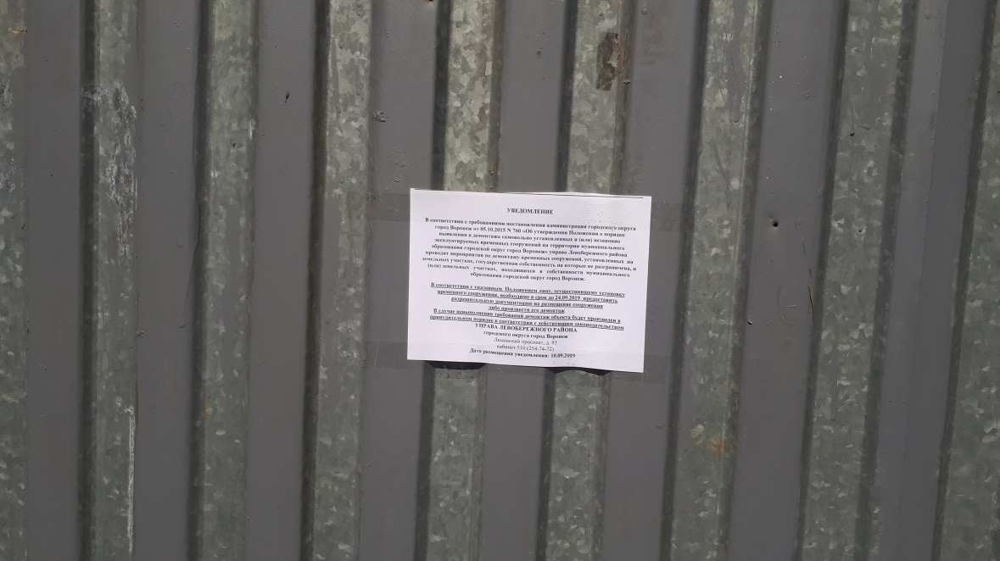 УВЕДОМЛЕНИЕ
В соответствии с требованиями постановления администрации городского округа
город Воронеж от 05.10.2015 N 760 «Об утверждении Положения о порядке
выявления и демонтажа самовольно установленных и (или) незаконно
эксплуатируемых временных сооружений на территории муниципального
образования городской округ город Воронеж» управа Левобережного района
проводит мероприятия по демонтажу временных сооружений, установленных на
земельных участках, государственная собственность на которые не разграничена, и
(или) земельных участках, находящихся в собственности муниципального
образования городской округ город Воронеж.
В соответствии с указанным Положением лицу, осуществившему установку
временного сооружения, необходимо в срок до 24.09.2019 предоставить
разрешительную документацию на размещение сооружения
либо произвести его демонтаж
В случае невыполнения требований демонтаж объекта будет произведен в
принудительном порядке в соответствии с действующим законодательством
УПРАВА ЛЕВОБЕРЕЖНОГО РАЙОНА
городского округа город Воронеж
Ленинский проспект, д. 93
кабинет 510 (254-74-72)
Дата размещения уведомления: 10.09.2019